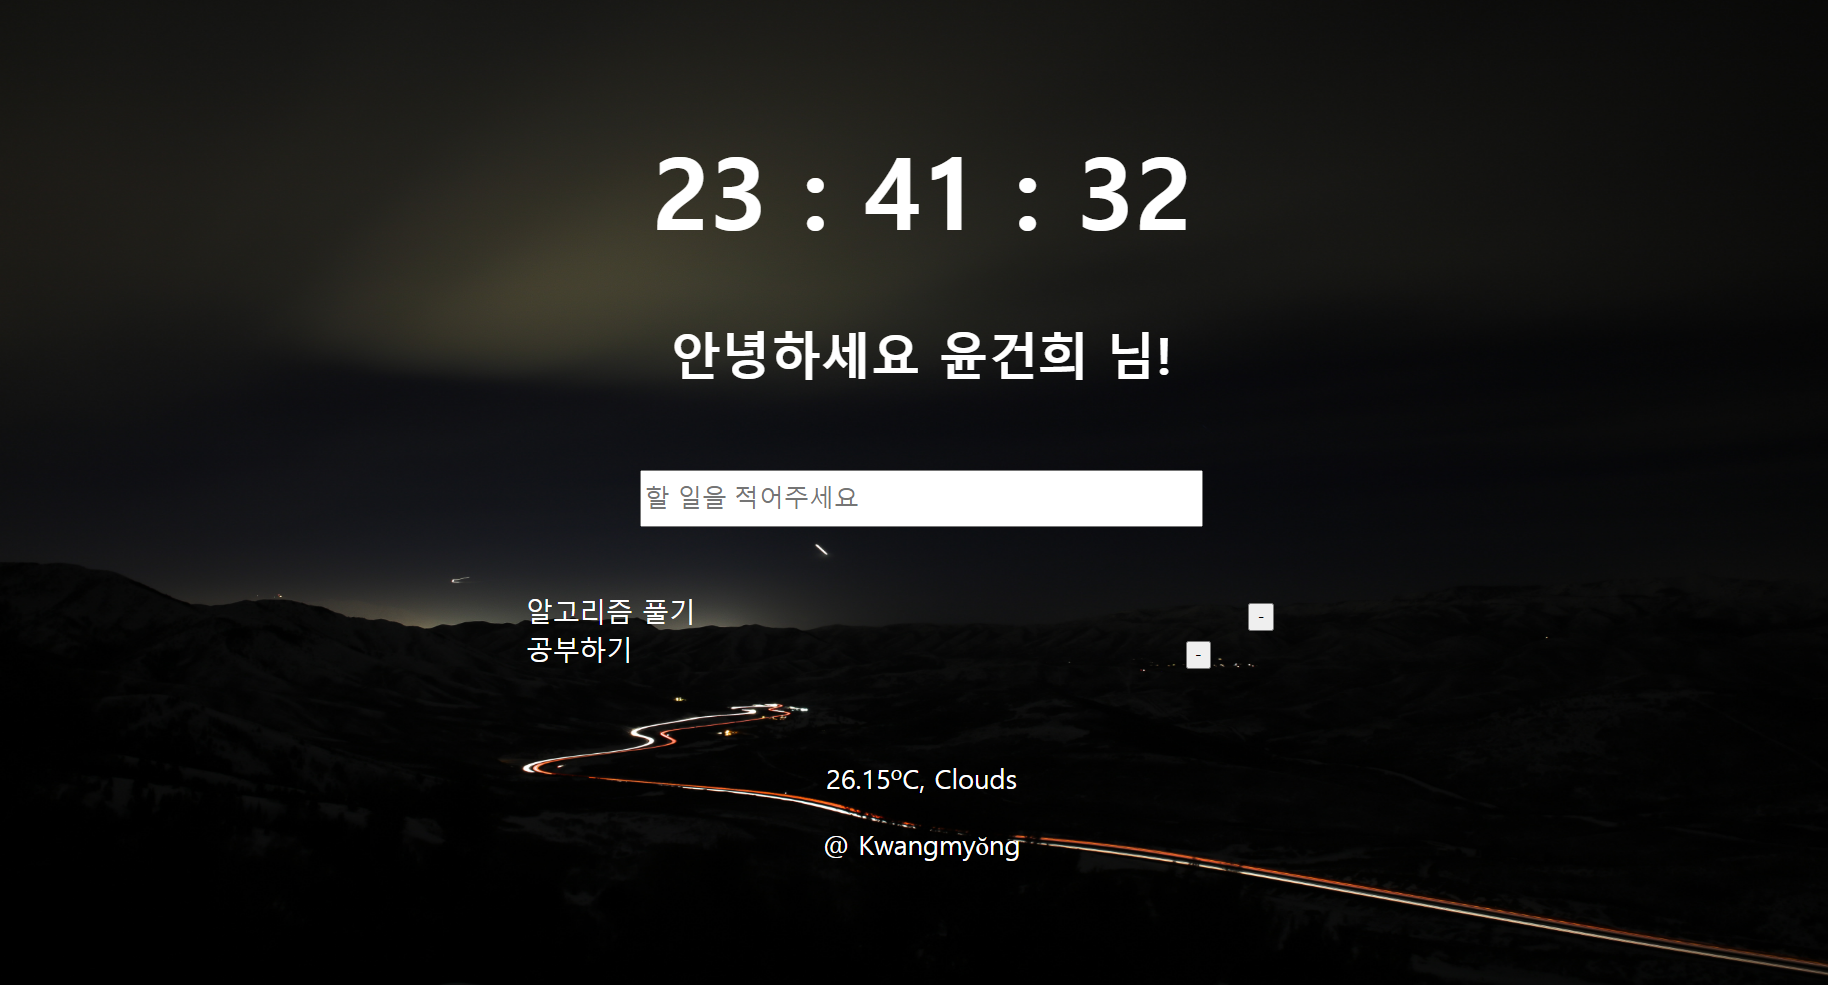 23 : 41 : 32
안녕하세요 윤건희 님!
할 일을 적어주세요
알고리즘 풀기 -
공부하기 -
26.15ºC, Clouds
@ Kwangmyŏng